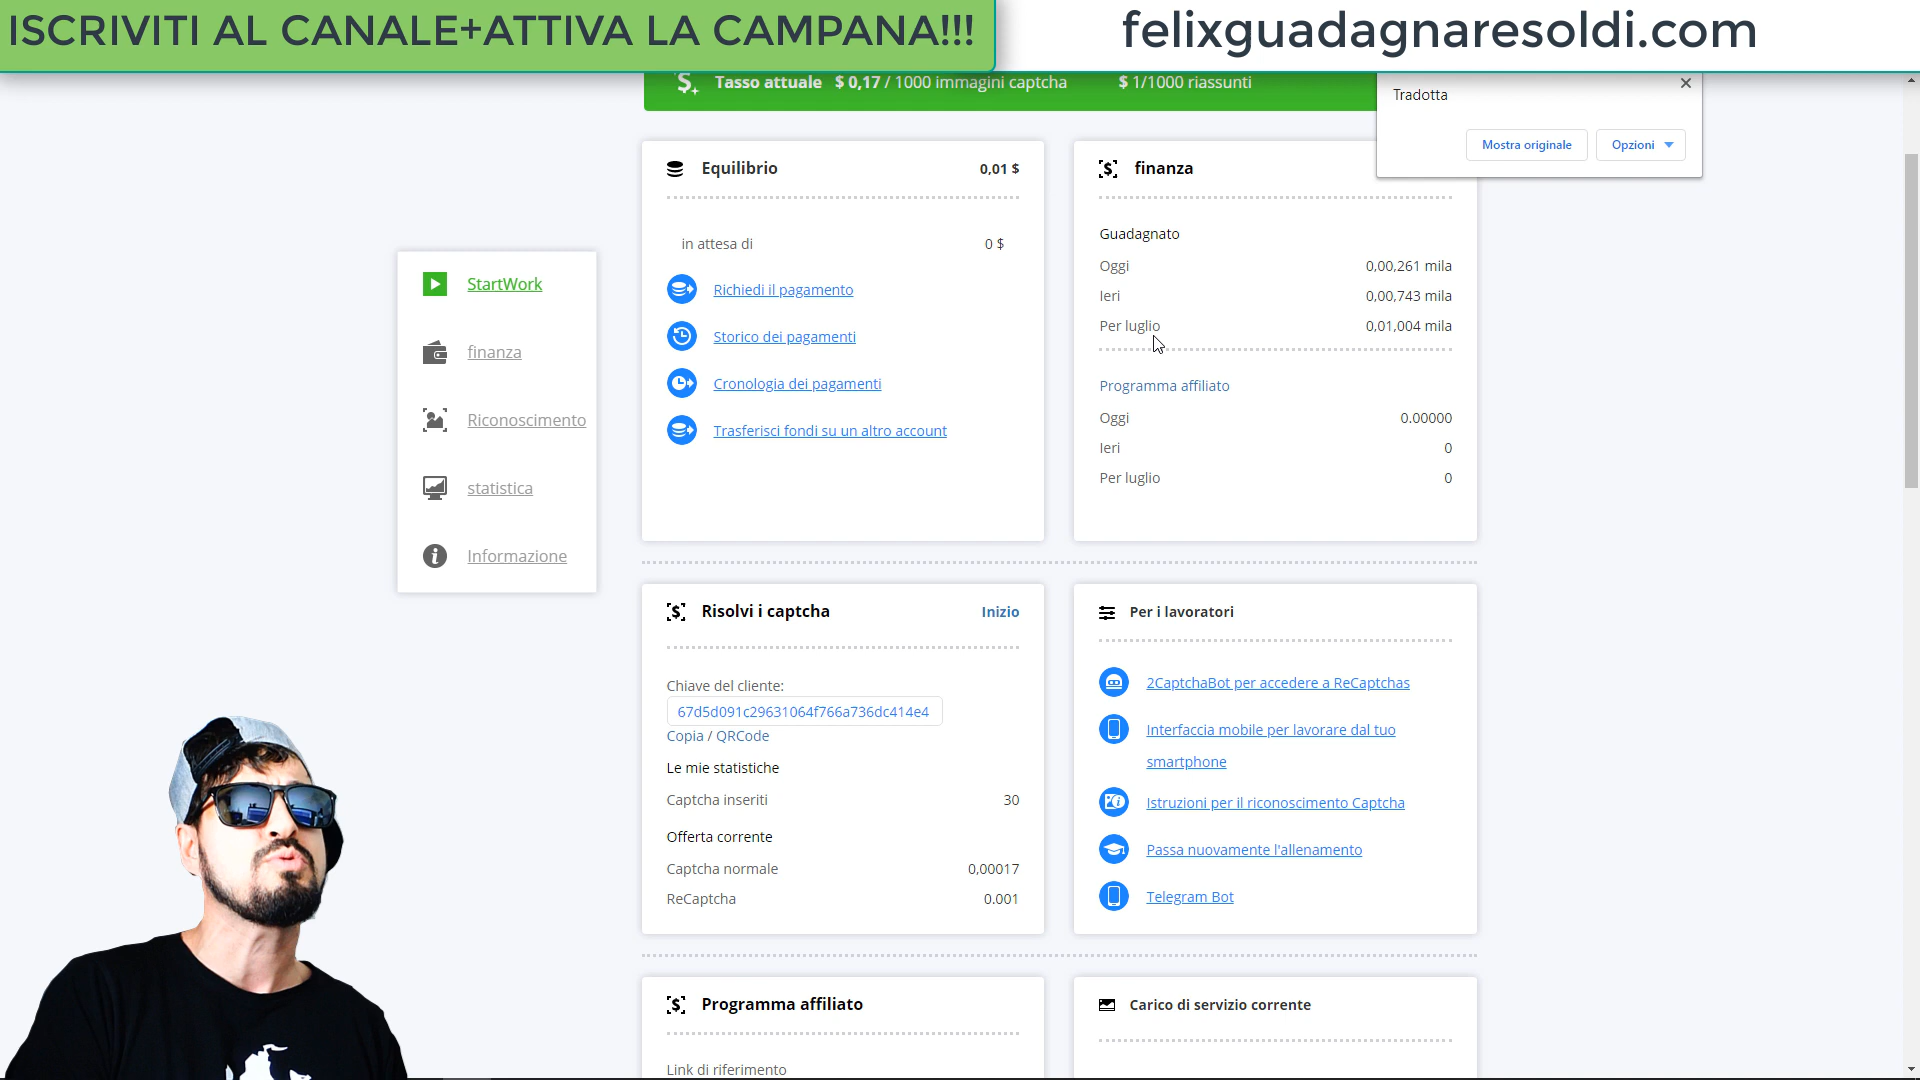 ISCRIVITI AL CANALE+ATTIVA LA CAMPANA!!!
felixguadagnaresoldi.com
Tasso attuale $ 0,17 / 1000 immagini captcha $ 1/1000 riassunti
Tradotta
Mostra originale Opzioni
StartWork
finanza
Riconoscimento
statistica
Informazione
Equilibrio 0,01 $
in attesa di 0 $
Richiedi il pagamento
Storico dei pagamenti
Cronologia dei pagamenti
Trasferisci fondi su un altro account
finanza
Guadagnato
Oggi 0,00,261 mila
Ieri 0,00,743 mila
Per luglio 0,01,004 mila
Programma affiliato
Oggi 0.00000
Ieri 0
Per luglio 0
Risolvi i captcha Inizio
Chiave del cliente:
67d5d091c29631064f766a736dc414e4
Copia / QRCode
Le mie statistiche
Captcha inseriti 30
Offerta corrente
Captcha normale 0,00017
ReCaptcha 0.001
Per i lavoratori
2CaptchaBot per accedere a ReCaptchas
Interfaccia mobile per lavorare dal tuo
smartphone
Istruzioni per il riconoscimento Captcha
Passa nuovamente l'allenamento
Telegram Bot
Programma affiliato
Link di riferimento
Carico di servizio corrente